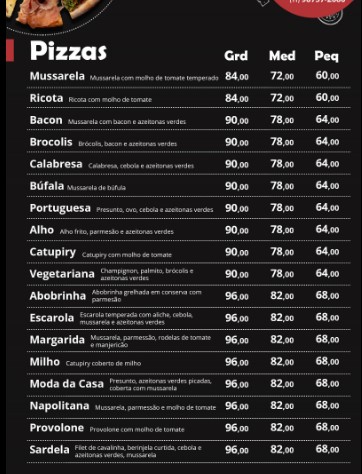 Pizzas
Grd Med Peq
Mussarela Mussarela com molho de tomate temperado 84,00 72,00 60,00
Ricota Ricota com molho de tomate 84,00 72,00 60,00
Bacon Mussarela com bacon e azeitonas verdes 90,00 78,00 64,00
Brocolis Brócolis, bacon e azeitonas verdes 90,00 78,00 64,00
Calabresa Calabresa, cebola e azeitonas verdes 90,00 78,00 64,00
Búfala Mussarela de búfula 90,00 78,00 64,00
Portuguesa Presunto, ovo, cebola e azeitonas verdes 90,00 78,00 64,00
Alho Alho frito, parmesão e azeitonas verdes 90,00 78,00 64,00
Catupiry Catupiry com molho de tomate 90,00 78,00 64,00
Vegetariana Champignon, palmito, brócolis e
azeitonas verdes 90,00 78,00 64,00
Abobrinha Abobrinha grelhada em conserva com
parmesão 96,00 82,00 68,00
Escarola Escarola temperada com aliche, cebola,
mussarela e azeitonas verdes 96,00 82,00 68,00
Margarida Mussarela, parmessão, rodelas de tomate
e manjericão 96,00 82,00 68,00
Milho Catupiry coberto de milho 96,00 82,00 68,00
Moda da Casa Presunto, azeitonas verdes picadas,
coberta com mussarela 96,00 82,00 68,00
Napolitana Mussarela, parmessão e molho de tomate 96,00 82,00 68,00
Provolone Provolone com molho de tomate 96,00 82,00 68,00
Sardela Filet de cavalinha, berinjela curtida, cebola e
azeitonas verdes, mussarela 96,00 82,00 68,00